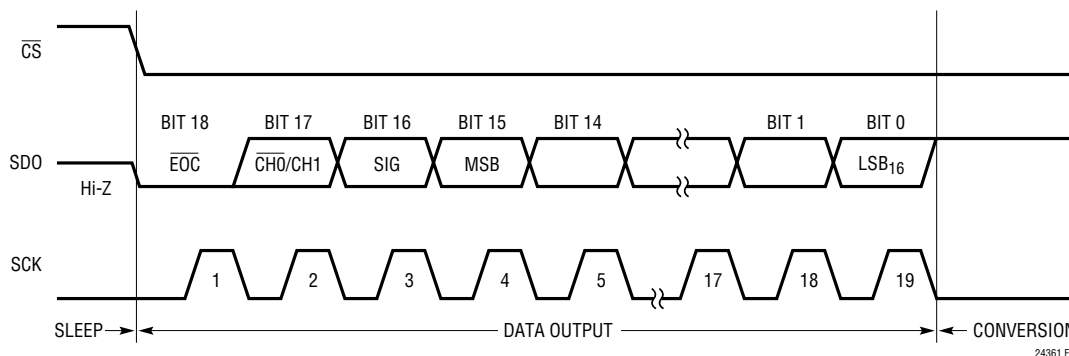 CS
BIT 18 BIT 17 BIT 16 BIT 15 BIT 14 BIT 1 BIT 0
SDO EOC CH0/CH1 SIG MSB LSB16
Hi-Z
SCK 1 2 3 4 5 17 18 19
SLEEP DATA OUTPUT CONVERSION
24361 F